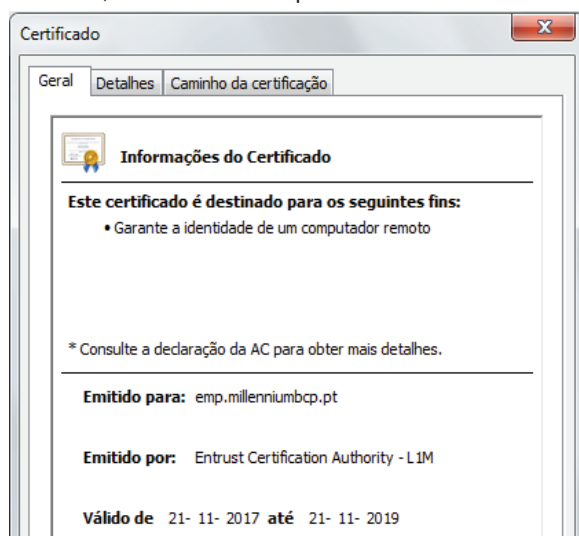 Certificado
Geral Detalhes Caminho da certificação
Informações do Certificado
Este certificado é destinado para os seguintes fins:
• Garante a identidade de um computador remoto
* Consulte a declaração da AC para obter mais detalhes.
Emitido para: emp.millenniumbcp.pt
Emitido por: Entrust Certification Authority - L1M
Válido de 21- 11- 2017 até 21- 11- 2019